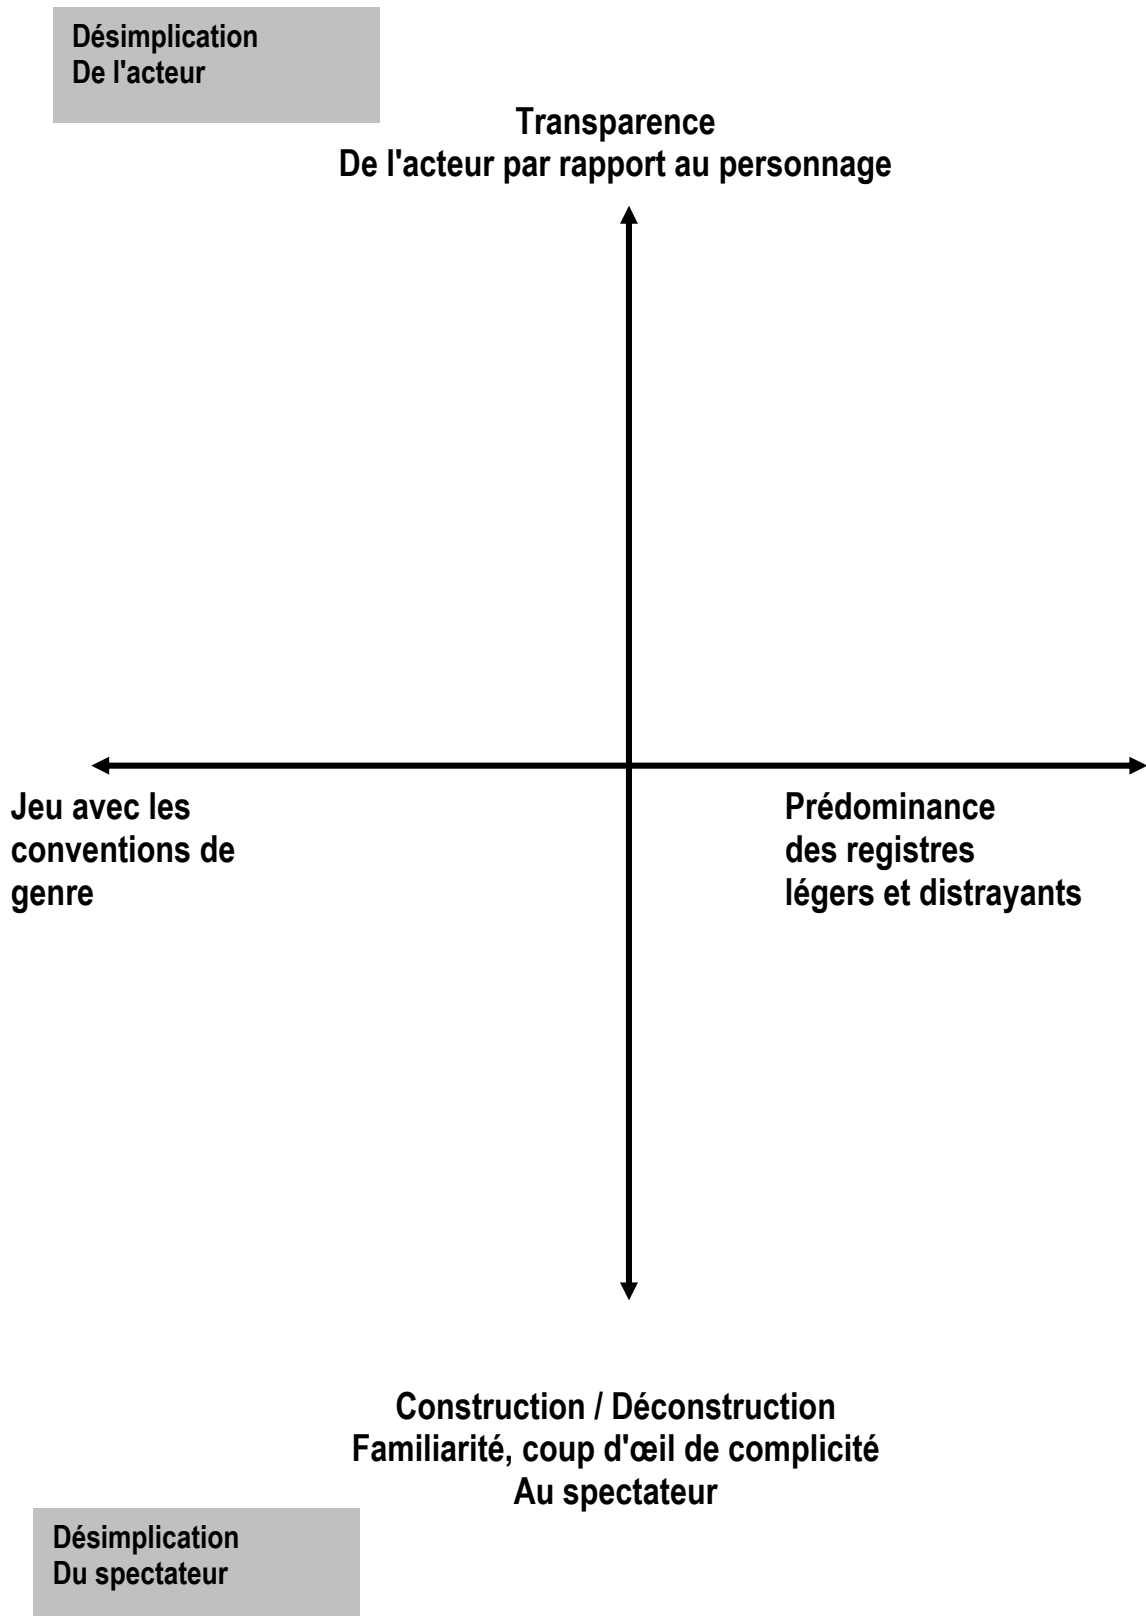 Désimplication
De l'acteur
Transparence
De l'acteur par rapport au personnage
Jeu avec les
conventions de
genre
Prédominance
des registres
légers et distrayants
Construction / Déconstruction
Familiarité, coup d'œil de complicité
Au spectateur
Désimplication
Du spectateur